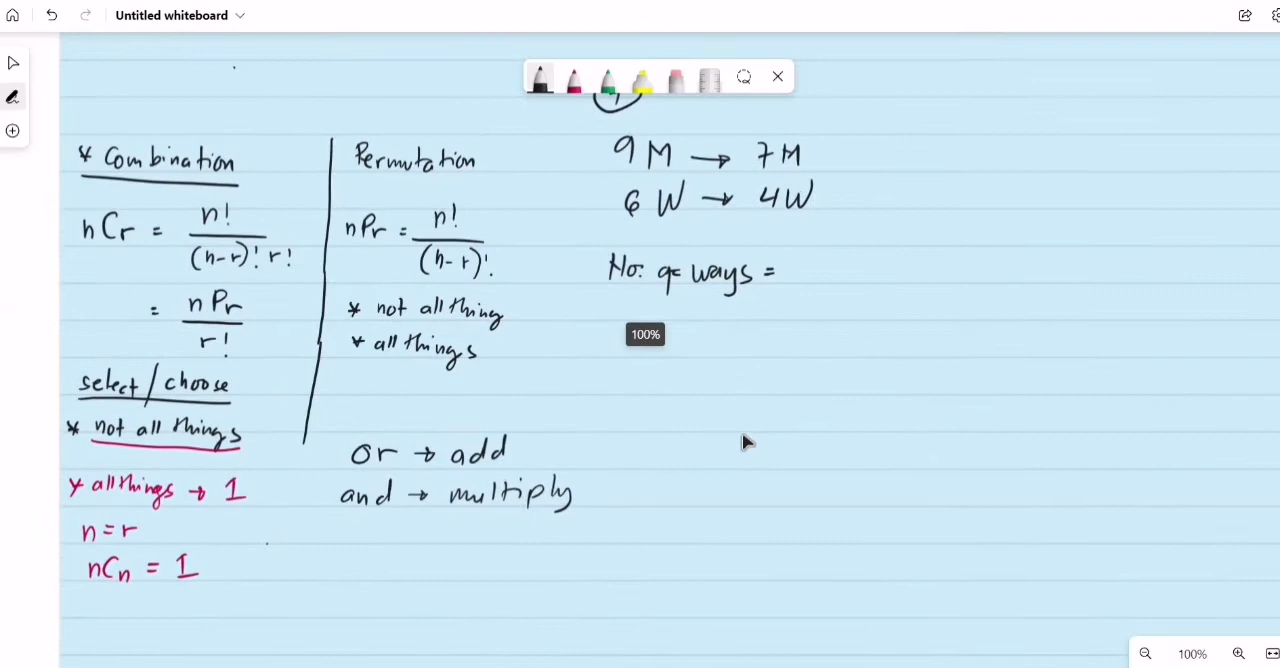 Untitled whiteboard
* Combination
nCr = n! / (n-r)! r!
= nPr / r!
select / choose
* not all things
* all things → 1
n = r
nCn = 1
Permutation
nPr = n! / (n-r)!
* not all thing
* all things
or → add
and → multiply
9 M → 7 M
6 W → 4 W
No. of ways =
100%
100%